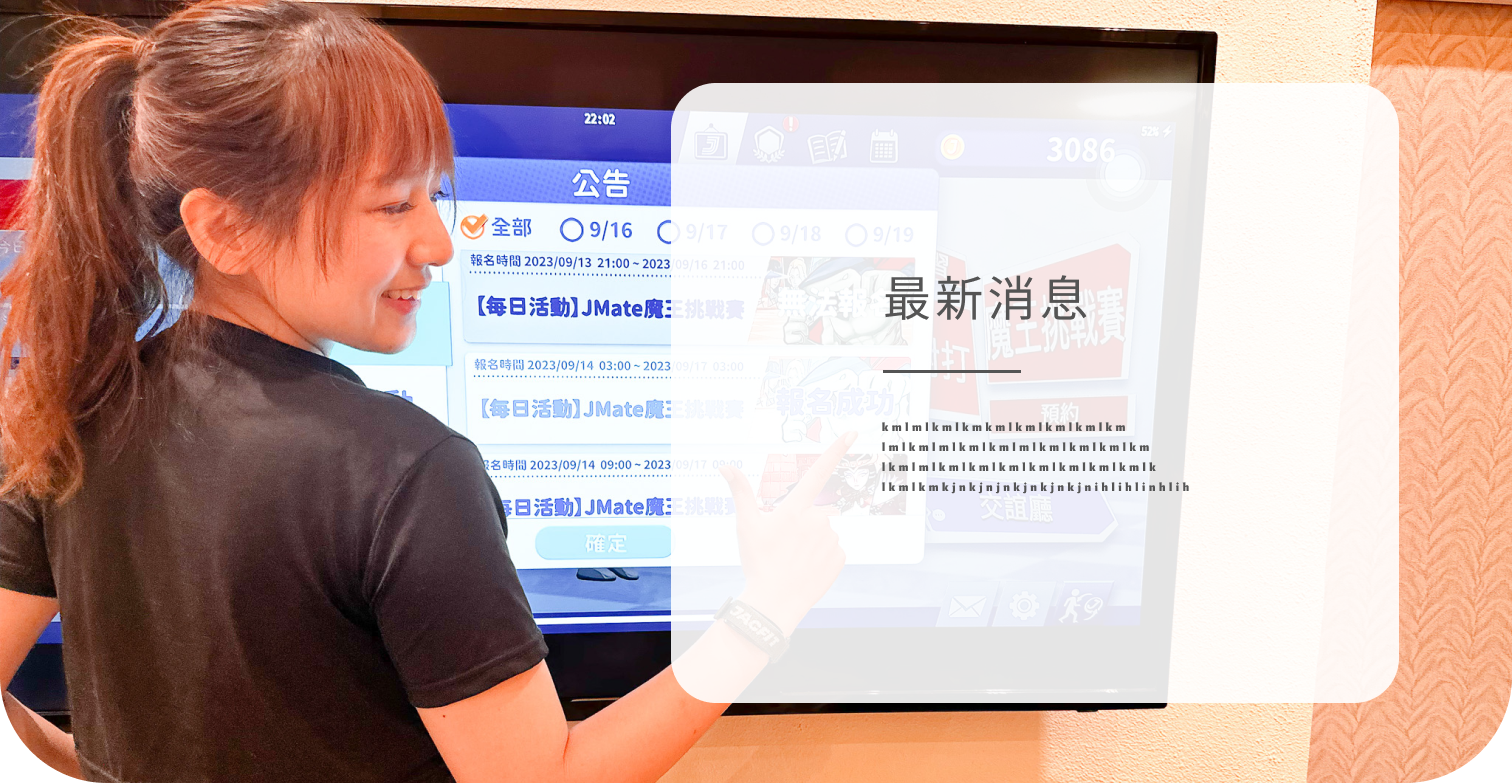 22:02
52%
3086
公告
全部 9/16 9/17 9/18 9/19
報名時間 2023/09/13 21:00 ~ 2023/09/16 21:00
【每日活動】JMate魔王挑戰賽
無法報名
報名時間 2023/09/14 03:00 ~ 2023/09/17 03:00
【每日活動】JMate魔王挑戰賽
報名成功
報名時間 2023/09/14 09:00 ~ 2023/09/17 09:00
每日活動】JMate魔王挑戰賽
確定
魔王挑戰賽
預約
交誼廳
ZACFIT
最新消息
kmlmlkmlkmkmlkmlkmlkmlkm
lmlkmlmlkmlkmlmlkmlkmlkmlkm
lkmlmlkmlkmlkmlkmlkmlkmlkmlk
lkmlkmkjnkjnjnkjnkjnkjnihlihlinhlih